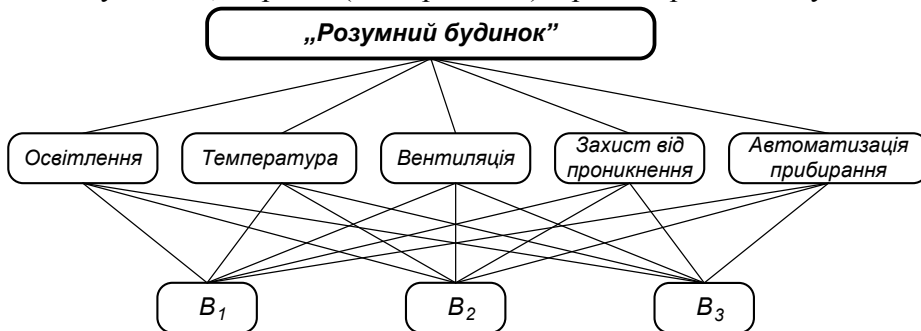 „Розумний будинок”
Освітлення
Температура
Вентиляція
Захист від
проникнення
Автоматизація
прибирання
B1
B2
B3